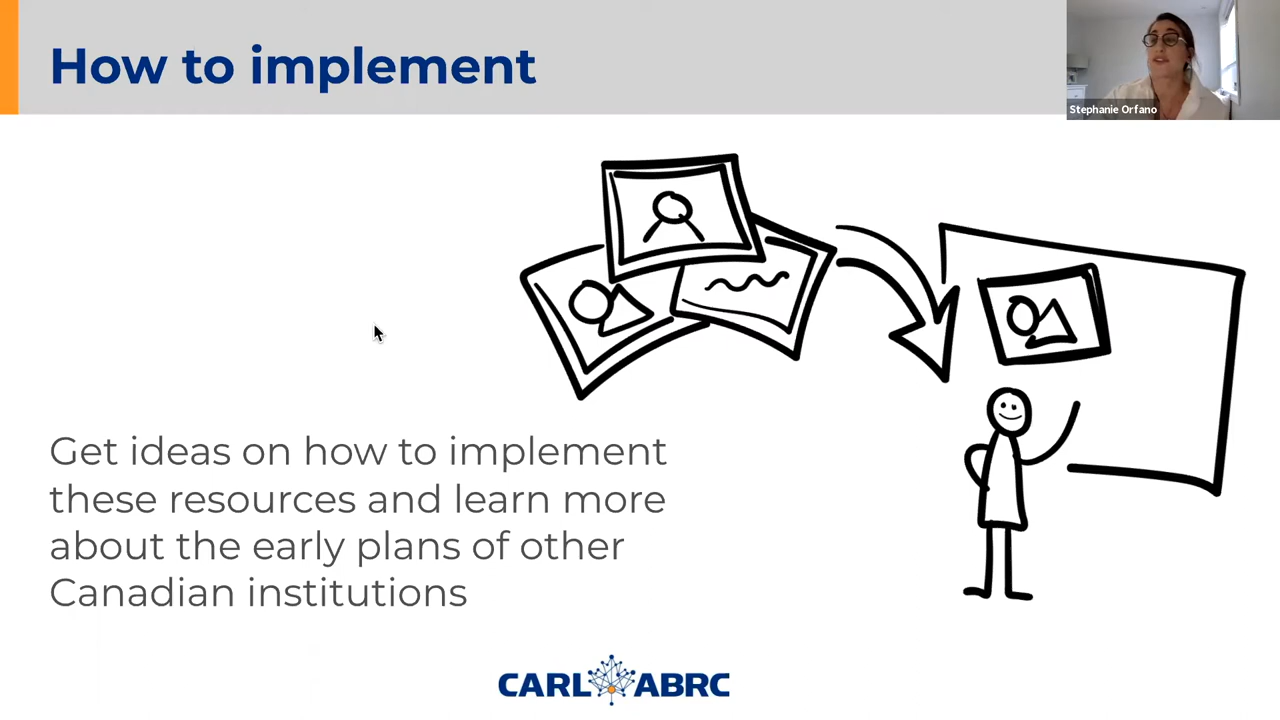 How to implement
Stephanie Orfano
Get ideas on how to implement
these resources and learn more
about the early plans of other
Canadian institutions
CARL ABRC